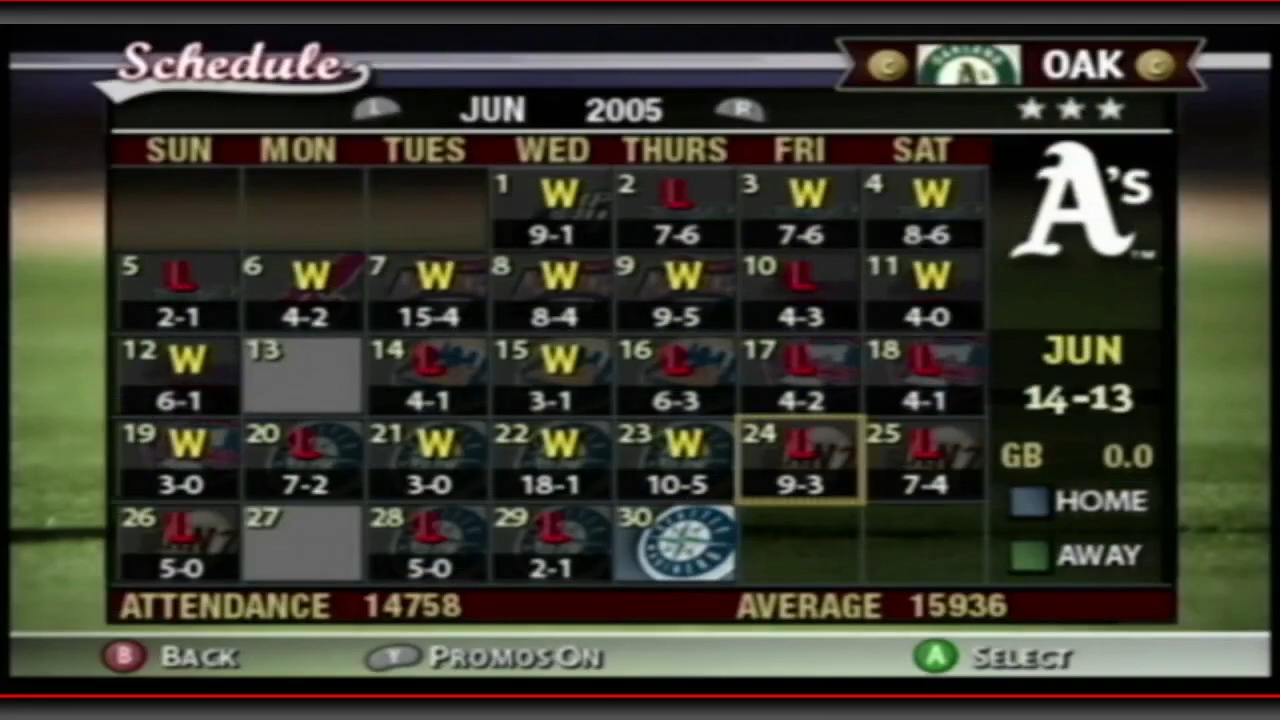 Schedule
OAKLAND A's OAK
L JUN 2005 R
SUN MON TUES WED THURS FRI SAT
1 W 2 L 3 W 4 W
9-1 7-6 7-6 8-6
5 L 6 W 7 W 8 W 9 W 10 L 11 W
2-1 4-2 15-4 8-4 9-5 4-3 4-0
12 W 13 14 L 15 W 16 L 17 L 18 L
6-1 4-1 3-1 6-3 4-2 4-1
19 W 20 L 21 W 22 W 23 W 24 L 25 L
3-0 7-2 3-0 18-1 10-5 9-3 7-4
26 L 27 28 L 29 L 30
5-0 5-0 2-1
A's
JUN
14-13
GB 0.0
HOME
AWAY
ATTENDANCE 14758 AVERAGE 15936
B BACK Y PROMOS ON A SELECT